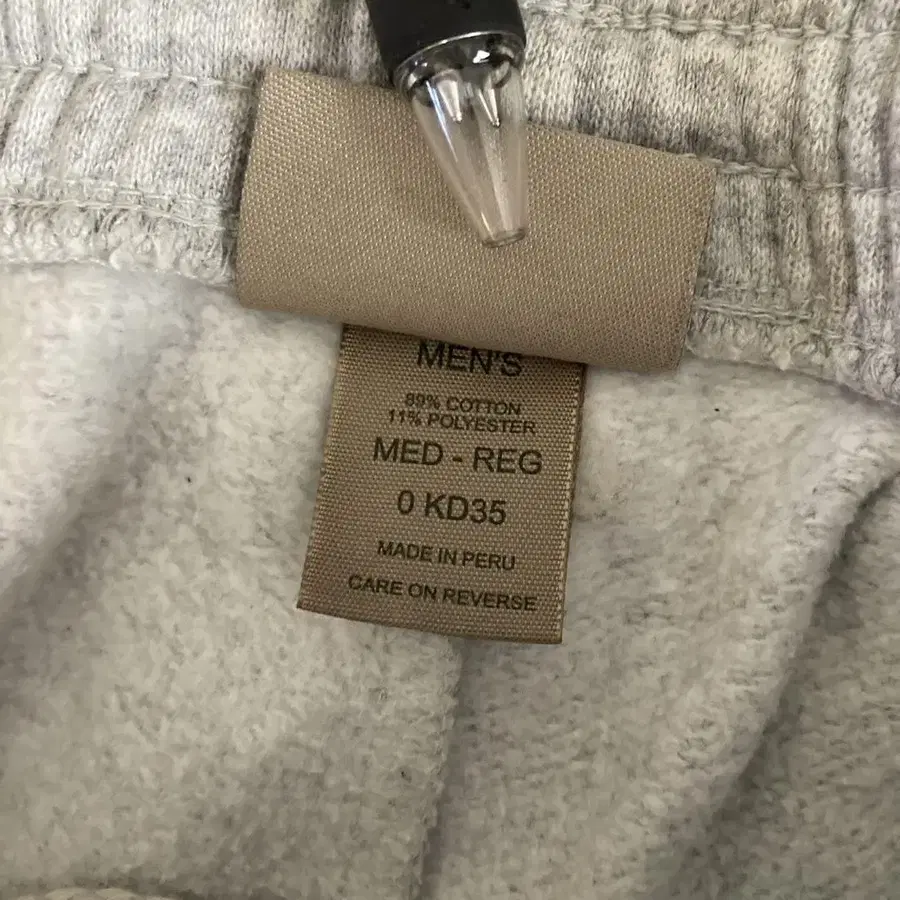 MEN'S
89% COTTON
11% POLYESTER
MED - REG
0 KD35
MADE IN PERU
CARE ON REVERSE